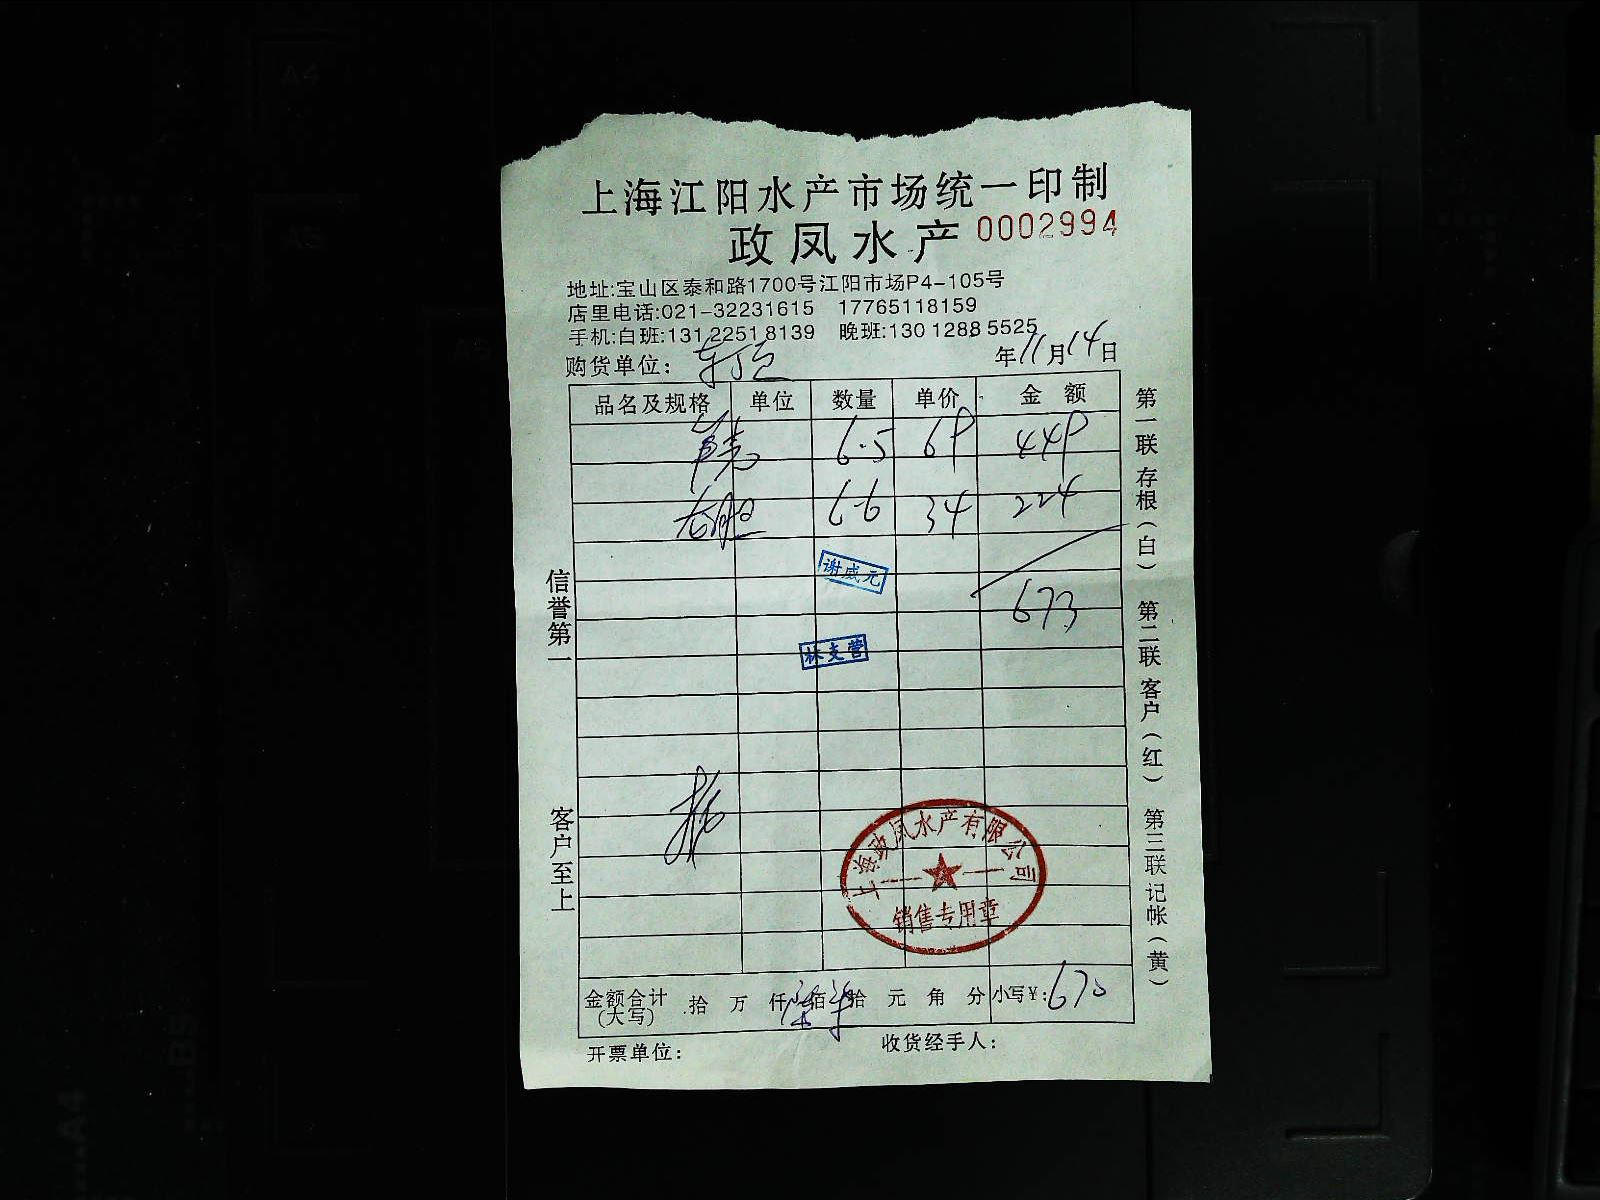 上海江阳水产市场统一印制
政凤水产 0002994
地址:宝山区泰和路1700号江阳市场P4-105号
店里电话:021-32231615 17765118159
手机:白班:131 2251 8139 晚班:130 1288 5525
购货单位: 年11月14日
品名及规格 单位 数量 单价 金额
6.5 69 449
6.6 34 224
谢咸元
673
林支营
信誉第一
客户至上
第一联存根(白) 第二联客户(红) 第三联记帐(黄)
上海政凤水产有限公司
销售专用章
金额合计(大写) 拾 万 仟 佰 拾 元 角 分 小写¥:670
开票单位: 收货经手人: